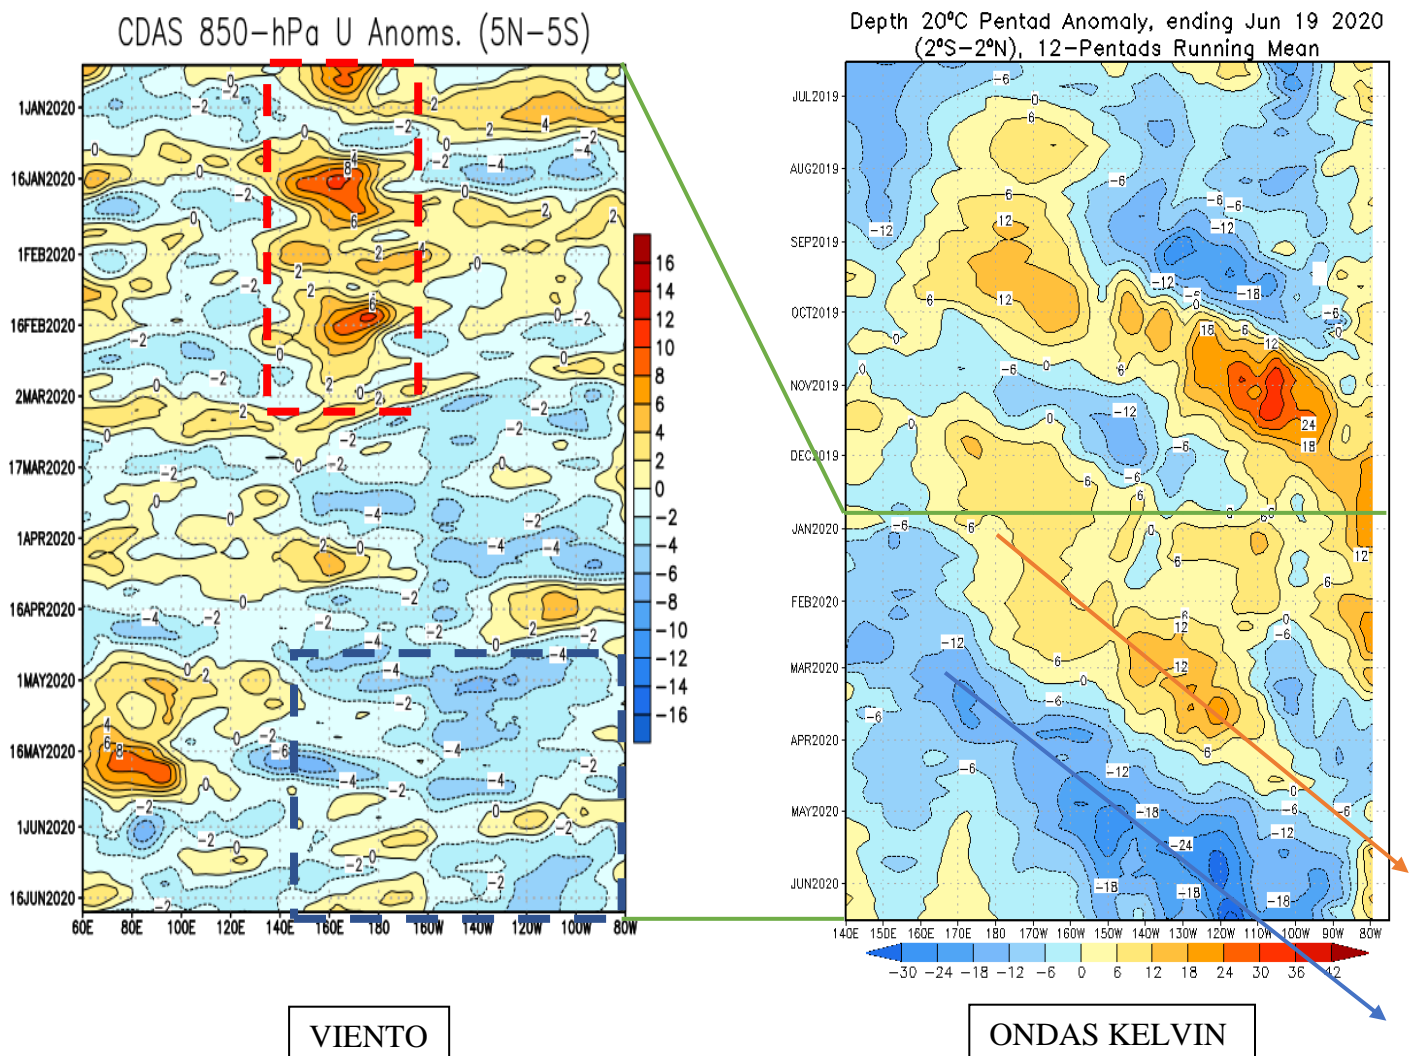 CDAS 850-hPa U Anoms. (5N-5S)
1JAN2020
16JAN2020
1FEB2020
16FEB2020
2MAR2020
17MAR2020
1APR2020
16APR2020
1MAY2020
16MAY2020
1JUN2020
16JUN2020
60E 80E 100E 120E 140E 160E 180 160W 140W 120W 100W 80W
16
14
12
10
8
6
4
2
0
-2
-4
-6
-8
-10
-12
-14
-16
VIENTO
Depth 20°C Pentad Anomaly, ending Jun 19 2020
(2°S-2°N), 12-Pentads Running Mean
JUL2019
AUG2019
SEP2019
OCT2019
NOV2019
DEC2019
JAN2020
FEB2020
MAR2020
APR2020
MAY2020
JUN2020
140E 150E 160E 170E 180 170W 160W 150W 140W 130W 120W 110W 100W 90W 80W
-30 -24 -18 -12 -6 0 6 12 18 24 30 36 42
ONDAS KELVIN